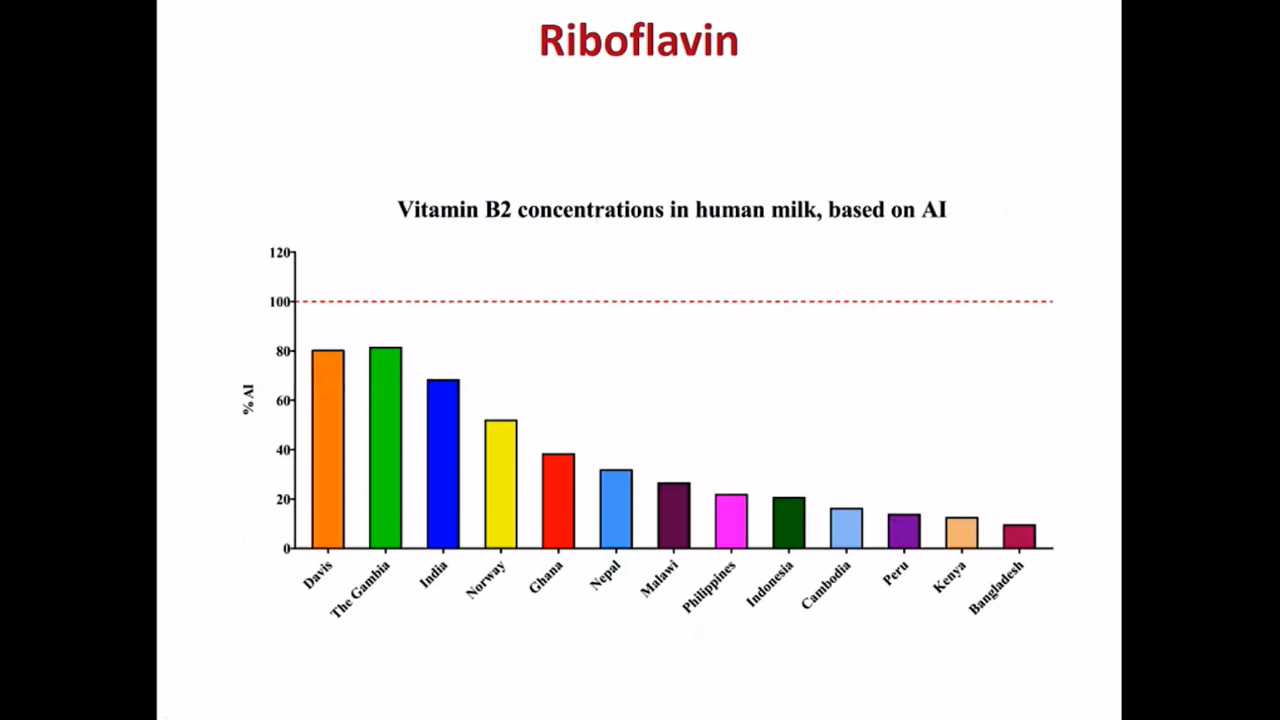 Riboflavin
Vitamin B2 concentrations in human milk, based on AI
120
100
80
60
40
20
0
% AI
Davis
The Gambia
India
Norway
Ghana
Nepal
Malawi
Philippines
Indonesia
Cambodia
Peru
Kenya
Bangladesh